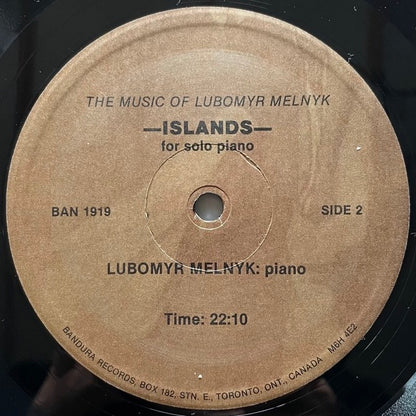 THE MUSIC OF LUBOMYR MELNYK
—ISLANDS—
for solo piano
BAN 1919
SIDE 2
LUBOMYR MELNYK: piano
Time: 22:10
BANDURA RECORDS, BOX 182, STN. E., TORONTO, ONT., CANADA M6H 4E2